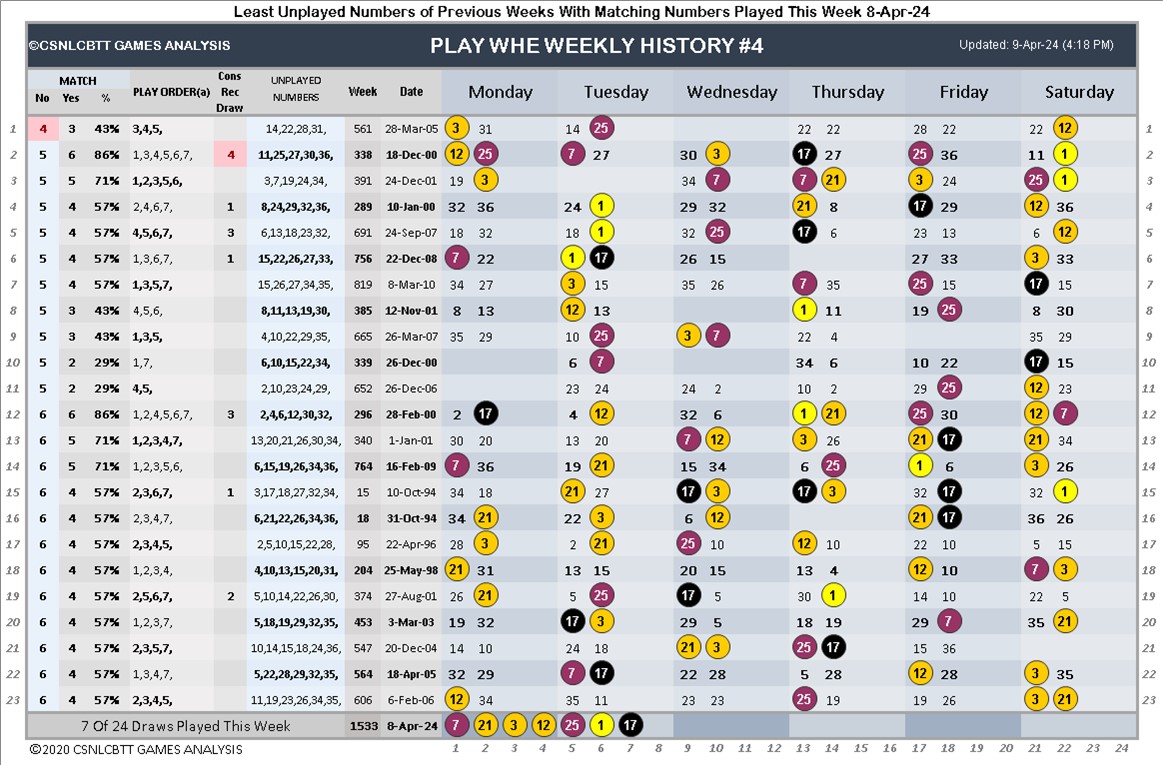 Least Unplayed Numbers of Previous Weeks With Matching Numbers Played This Week 8-Apr-24
©CSNLCBTT GAMES ANALYSIS PLAY WHE WEEKLY HISTORY #4 Updated: 9-Apr-24 (4:18 PM)
No MATCH Yes % PLAY ORDER(a) Cons Rec Draw UNPLAYED NUMBERS Week Date Monday Tuesday Wednesday Thursday Friday Saturday
1 4 3 43% 3,4,5, 14,22,28,31, 561 28-Mar-05 3 31 14 25 22 22 28 22 22 12 1
2 5 6 86% 1,3,4,5,6,7, 4 11,25,27,30,36, 338 18-Dec-00 12 25 7 27 30 3 17 27 25 36 11 1 2
3 5 5 71% 1,2,3,5,6, 3,7,19,24,34, 391 24-Dec-01 19 3 34 7 7 21 3 24 25 1 3
4 5 4 57% 2,4,6,7, 1 8,24,29,32,36, 289 10-Jan-00 32 36 24 1 29 32 21 8 17 29 12 36 4
5 5 4 57% 4,5,6,7, 3 6,13,18,23,32, 691 24-Sep-07 18 32 18 1 32 25 17 6 23 13 6 12 5
6 5 4 57% 1,3,6,7, 1 15,22,26,27,33, 756 22-Dec-08 7 22 1 17 26 15 27 33 3 33 6
7 5 4 57% 1,3,5,7, 15,26,27,34,35, 819 8-Mar-10 34 27 3 15 35 26 7 35 25 15 17 15 7
8 5 3 43% 4,5,6, 8,11,13,19,30, 385 12-Nov-01 8 13 12 13 1 11 19 25 8 30 8
9 5 3 43% 1,3,5, 4,10,22,29,35, 665 26-Mar-07 35 29 10 25 3 7 22 4 35 29 9
10 5 2 29% 1,7, 6,10,15,22,34, 339 26-Dec-00 6 7 34 6 10 22 17 15 10
11 5 2 29% 4,5, 2,10,23,24,29, 652 26-Dec-06 23 24 24 2 10 2 29 25 12 23 11
12 6 6 86% 1,2,4,5,6,7, 3 2,4,6,12,30,32, 296 28-Feb-00 2 17 4 12 32 6 1 21 25 30 12 7 12
13 6 5 71% 1,2,3,4,7, 13,20,21,26,30,34, 340 1-Jan-01 30 20 13 20 7 12 3 26 21 17 21 34 13
14 6 5 71% 1,2,3,5,6, 6,15,19,26,34,36, 764 16-Feb-09 7 36 19 21 15 34 6 25 1 6 3 26 14
15 6 4 57% 2,3,6,7, 1 3,17,18,27,32,34, 15 10-Oct-94 34 18 21 27 17 3 17 3 32 17 32 1 15
16 6 4 57% 2,3,4,7, 6,21,22,26,34,36, 18 31-Oct-94 34 21 22 3 6 12 21 17 36 26 16
17 6 4 57% 2,3,4,5, 2,5,10,15,22,28, 95 22-Apr-96 28 3 2 21 25 10 12 10 22 10 5 15 17
18 6 4 57% 1,2,3,4, 4,10,13,15,20,31, 204 25-May-98 21 31 13 15 20 15 13 4 12 10 7 3 18
19 6 4 57% 2,5,6,7, 2 5,10,14,22,26,30, 374 27-Aug-01 26 21 5 25 17 5 30 1 14 10 22 5 19
20 6 4 57% 1,2,3,7, 5,18,19,29,32,35, 453 3-Mar-03 19 32 17 3 29 5 18 19 29 7 35 21 20
21 6 4 57% 2,3,5,7, 10,14,15,18,24,36, 547 20-Dec-04 14 10 24 18 21 3 25 17 15 36 21
22 6 4 57% 1,3,4,7, 5,22,28,29,32,35, 564 18-Apr-05 32 29 7 17 22 28 5 28 12 28 3 35 22
23 6 4 57% 2,3,4,5, 11,19,23,26,34,35, 606 6-Feb-06 12 34 35 11 23 23 25 19 19 26 3 21 23
7 Of 24 Draws Played This Week 1533 8-Apr-24 7 21 3 12 25 1 17
©2020 CSNLCBTT GAMES ANALYSIS 1 2 3 4 5 6 7 8 9 10 11 12 13 14 15 16 17 18 19 20 21 22 23 24